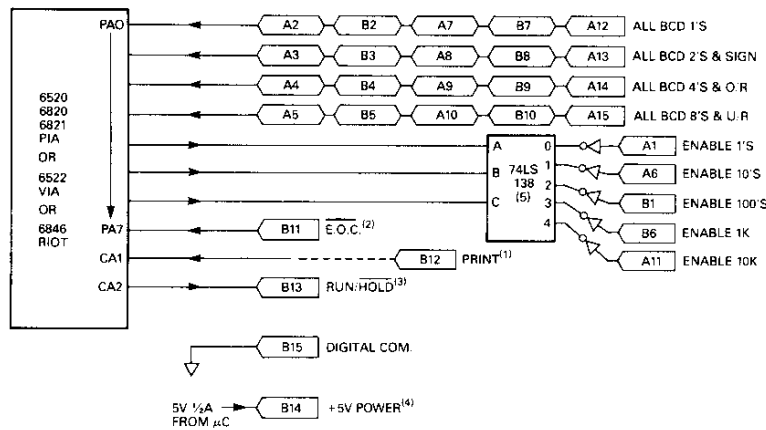 PA0 A2 B2 A7 B7 A12 ALL BCD 1'S
A3 B3 A8 B8 A13 ALL BCD 2'S & SIGN
A4 B4 A9 B9 A14 ALL BCD 4'S & O/R
A5 B5 A10 B10 A15 ALL BCD 8'S & U/R
6520
6820
6821
PIA
OR
6522
VIA
OR
6846
RIOT
A 0 A1 ENABLE 1'S
B 74LS 1 A6 ENABLE 10'S
138 2 B1 ENABLE 100'S
C (5) 3 B6 ENABLE 1K
4 A11 ENABLE 10K
PA7 B11 E.O.C.(2)
CA1 B12 PRINT(1)
CA2 B13 RUN/HOLD(3)
B15 DIGITAL COM.
5V ½A B14 +5V POWER(4)
FROM μC